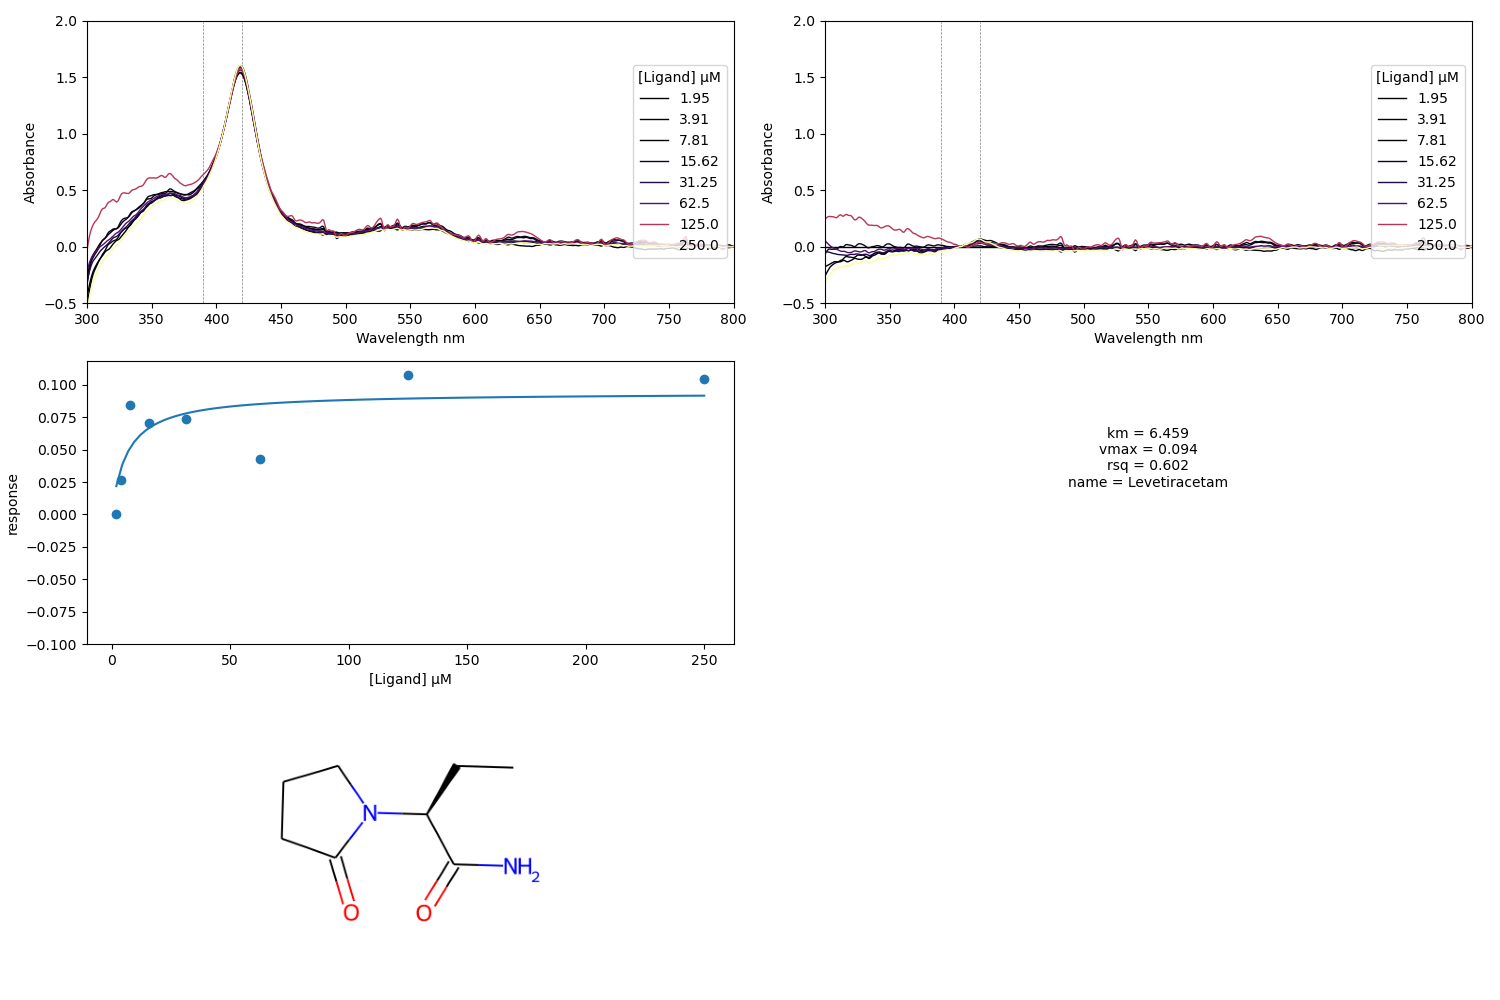 2.0
1.5
1.0
0.5
0.0
−0.5
Absorbance
300 350 400 450 500 550 600 650 700 750 800
Wavelength nm
[Ligand] μM
1.95
3.91
7.81
15.62
31.25
62.5
125.0
250.0
2.0
1.5
1.0
0.5
0.0
−0.5
Absorbance
300 350 400 450 500 550 600 650 700 750 800
Wavelength nm
[Ligand] μM
1.95
3.91
7.81
15.62
31.25
62.5
125.0
250.0
0.100
0.075
0.050
0.025
0.000
−0.025
−0.050
−0.075
−0.100
response
0 50 100 150 200 250
[Ligand] μM
km = 6.459
vmax = 0.094
rsq = 0.602
name = Levetiracetam
N
NH2
O
O